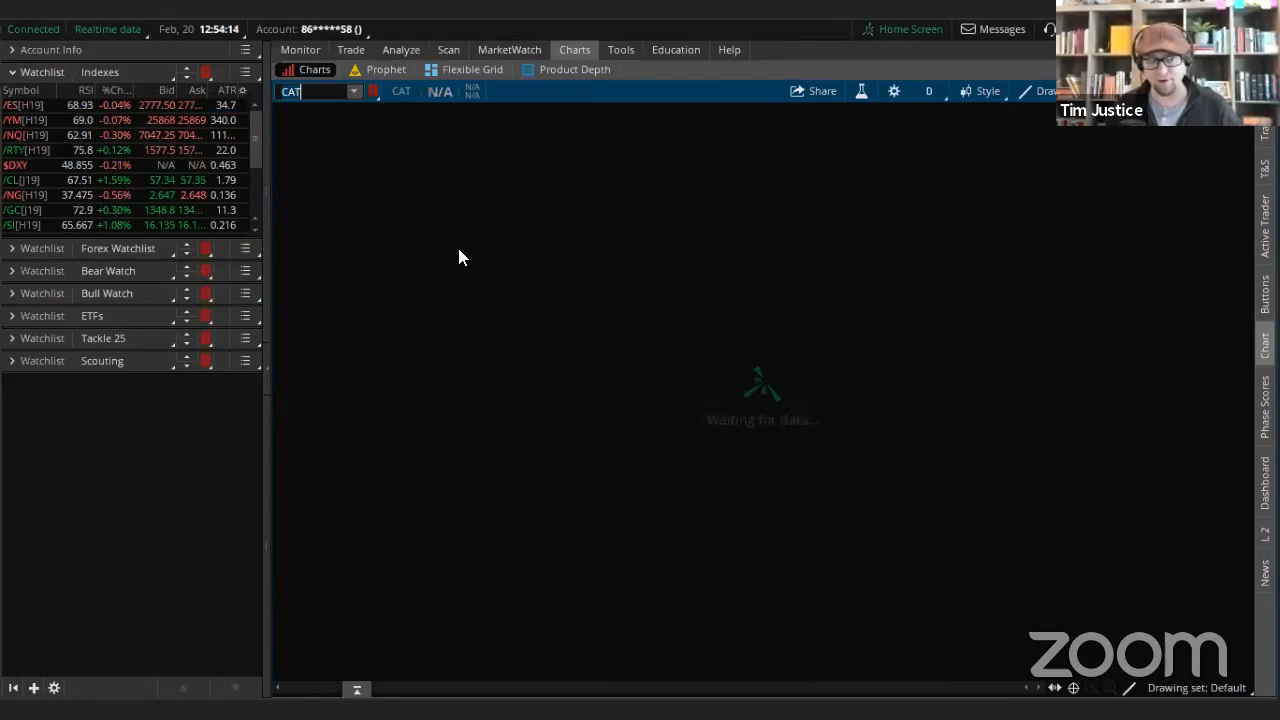 Connected Realtime data Feb, 20 12:54:14 Account: 86*****58 () Home Screen Messages
Tim Justice
Account Info
Monitor Trade Analyze Scan MarketWatch Charts Tools Education Help
Watchlist Indexes
Charts Prophet Flexible Grid Product Depth
CAT CAT N/A N/A N/A Share D Style Draw
Symbol RSI %Ch... Bid Ask ATR
/ES[H19] 68.93 -0.04% 2777.50 277... 34.7
/YM[H19] 69.0 -0.07% 25868 25869 340.0
/NQ[H19] 62.91 -0.30% 7047.25 704... 111...
/RTY[H19] 75.8 +0.12% 1577.5 157... 22.0
$DXY 48.855 -0.21% N/A N/A 0.463
/CL[J19] 67.51 +1.59% 57.34 57.35 1.79
/NG[H19] 37.475 -0.56% 2.647 2.648 0.136
/GC[J19] 72.9 +0.30% 1348.8 134... 11.3
/SI[H19] 65.667 +1.08% 16.135 16.1... 0.216
Watchlist Forex Watchlist
Watchlist Bear Watch
Watchlist Bull Watch
Watchlist ETFs
Watchlist Tackle 25
Watchlist Scouting
Waiting for data...
T&S
Active Trader
Buttons
Chart
Phase Scores
Dashboard
L 2
News
zoom
Drawing set: Default